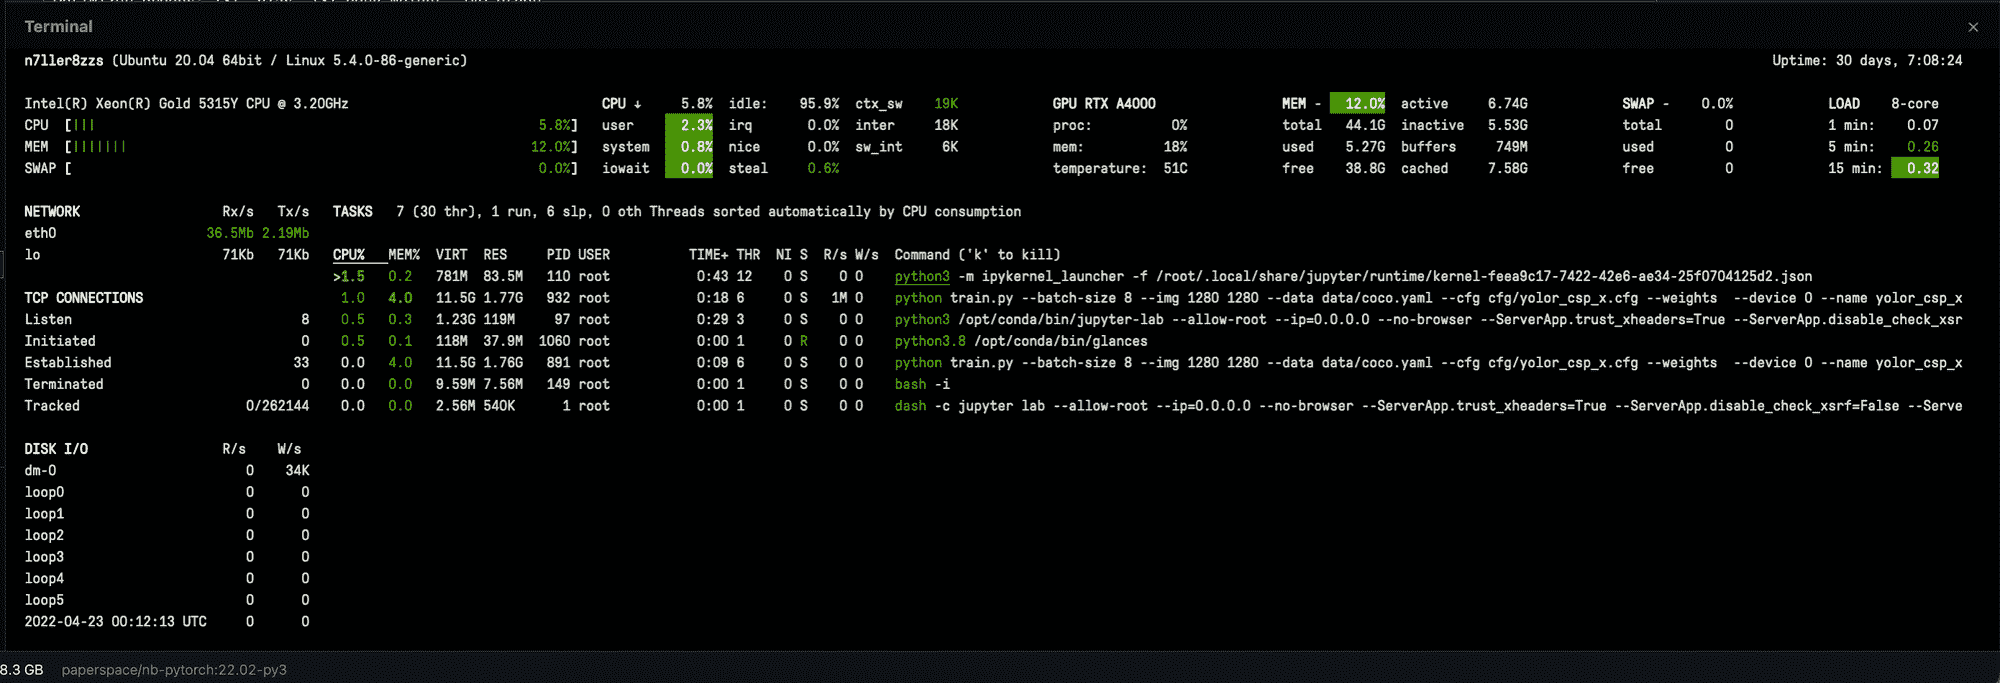 Terminal ×
n7ller8zzs (Ubuntu 20.04 64bit / Linux 5.4.0-86-generic) Uptime: 30 days, 7:08:24
Intel(R) Xeon(R) Gold 5315Y CPU @ 3.20GHz CPU ↓ 5.8% idle: 95.9% ctx_sw 19K GPU RTX A4000 MEM - 12.0% active 6.74G SWAP - 0.0% LOAD 8-core
CPU [||| 5.8%] user 2.3% irq 0.0% inter 18K proc: 0% total 44.1G inactive 5.53G total 0 1 min: 0.07
MEM [||||||| 12.0%] system 0.8% nice 0.0% sw_int 6K mem: 18% used 5.27G buffers 749M used 0 5 min: 0.26
SWAP [ 0.0%] iowait 0.0% steal 0.6% temperature: 51C free 38.8G cached 7.58G free 0 15 min: 0.32
NETWORK Rx/s Tx/s TASKS 7 (30 thr), 1 run, 6 slp, 0 oth Threads sorted automatically by CPU consumption
eth0 36.5Mb 2.19Mb
lo 71Kb 71Kb CPU% MEM% VIRT RES PID USER TIME+ THR NI S R/s W/s Command ('k' to kill)
>1.5 0.2 781M 83.5M 110 root 0:43 12 0 S 0 0 python3 -m ipykernel_launcher -f /root/.local/share/jupyter/runtime/kernel-feea9c17-7422-42e6-ae34-25f0704125d2.json
TCP CONNECTIONS 1.0 4.0 11.5G 1.77G 932 root 0:18 6 0 S 1M 0 python train.py --batch-size 8 --img 1280 1280 --data data/coco.yaml --cfg cfg/yolor_csp_x.cfg --weights --device 0 --name yolor_csp_x
Listen 8 0.5 0.3 1.23G 119M 97 root 0:29 3 0 S 0 0 python3 /opt/conda/bin/jupyter-lab --allow-root --ip=0.0.0.0 --no-browser --ServerApp.trust_xheaders=True --ServerApp.disable_check_xsr
Initiated 0 0.5 0.1 118M 37.9M 1060 root 0:00 1 0 R 0 0 python3.8 /opt/conda/bin/glances
Established 33 0.0 4.0 11.5G 1.76G 891 root 0:09 6 0 S 0 0 python train.py --batch-size 8 --img 1280 1280 --data data/coco.yaml --cfg cfg/yolor_csp_x.cfg --weights --device 0 --name yolor_csp_x
Terminated 0 0.0 0.0 9.59M 7.56M 149 root 0:00 1 0 S 0 0 bash -i
Tracked 0/262144 0.0 0.0 2.56M 540K 1 root 0:00 1 0 S 0 0 dash -c jupyter lab --allow-root --ip=0.0.0.0 --no-browser --ServerApp.trust_xheaders=True --ServerApp.disable_check_xsrf=False --Serve
DISK I/O R/s W/s
dm-0 0 34K
loop0 0 0
loop1 0 0
loop2 0 0
loop3 0 0
loop4 0 0
loop5 0 0
2022-04-23 00:12:13 UTC 0 0
8.3 GB paperspace/nb-pytorch:22.02-py3